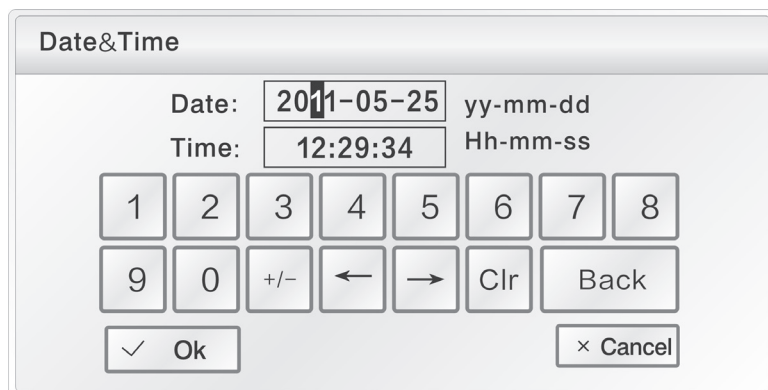 Date&Time
Date: 2011-05-25 yy-mm-dd
Time: 12:29:34 Hh-mm-ss
1 2 3 4 5 6 7 8
9 0 +/- ← → Clr Back
✓ Ok × Cancel